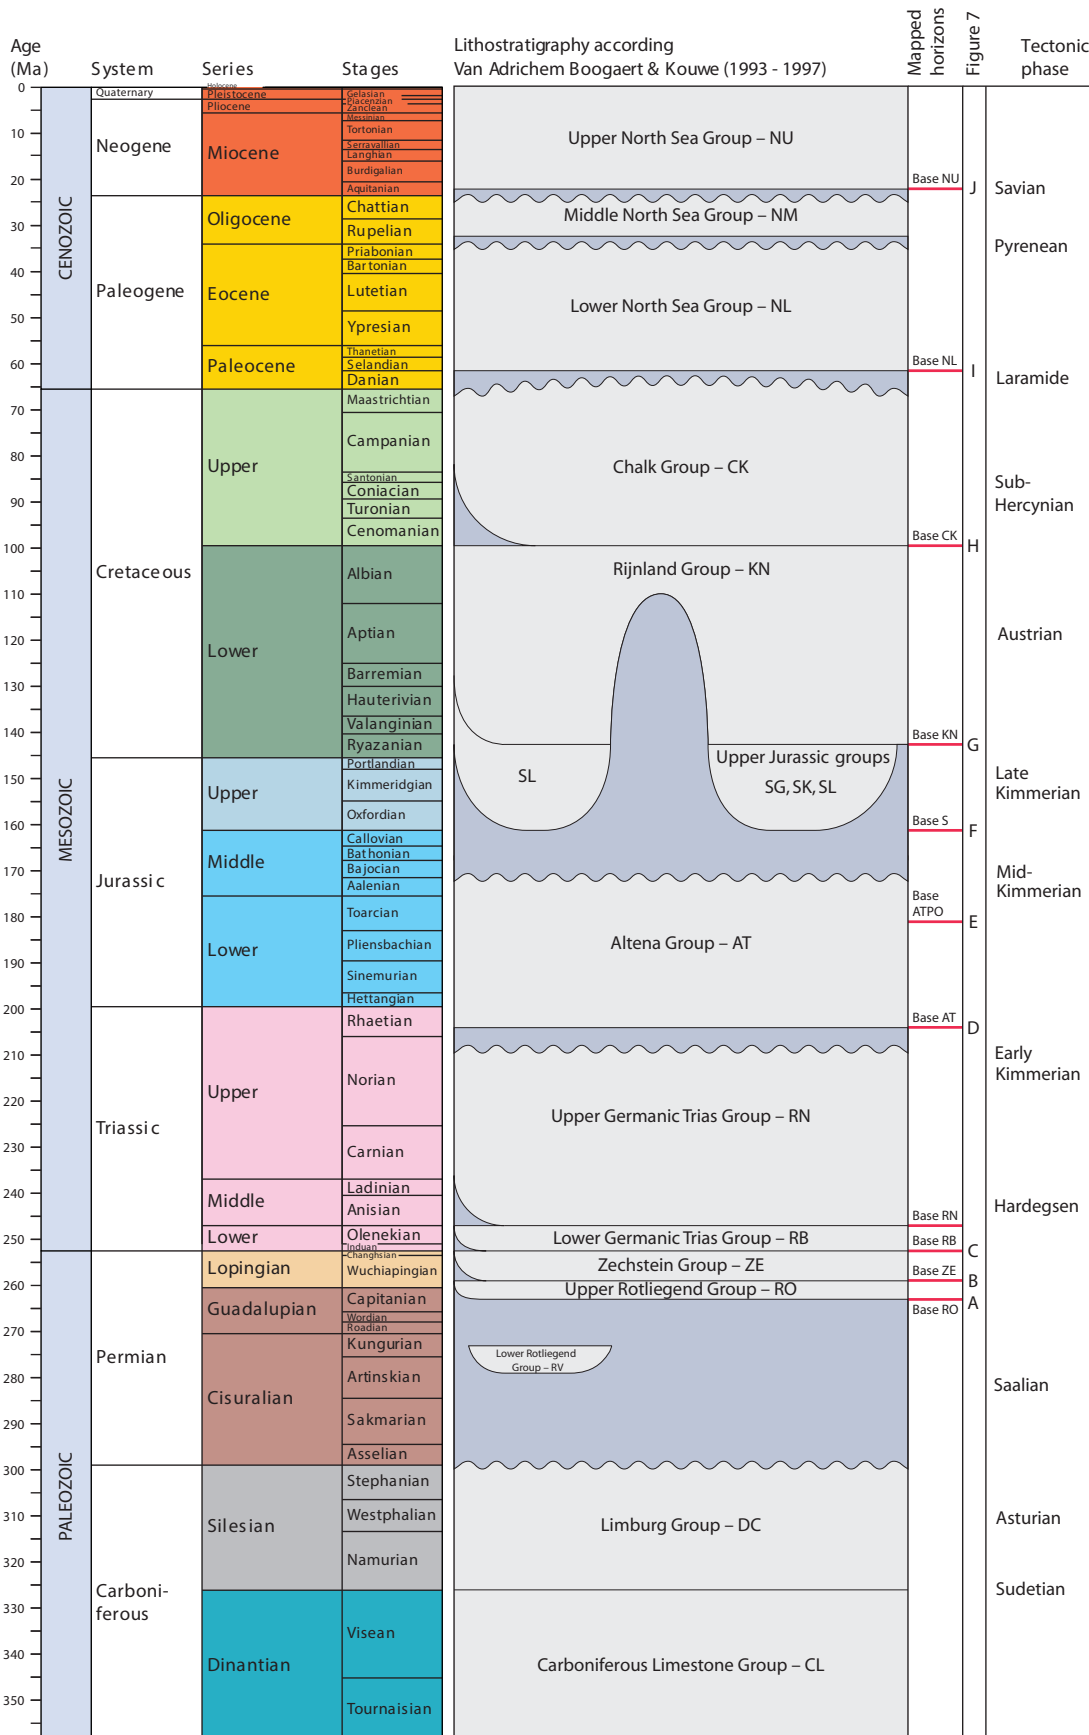 Age
(Ma)
System
Series
Stages
Lithostratigraphy according
Van Adrichem Boogaert & Kouwe (1993 - 1997)
Mapped
horizons
Figure 7
Tectonic
phase
0
10
20
30
40
50
60
70
80
90
100
110
120
130
140
150
160
170
180
190
200
210
220
230
240
250
260
270
280
290
300
310
320
330
340
350
CENOZOIC
MESOZOIC
PALEOZOIC
Quaternary
Neogene
Paleogene
Cretaceous
Jurassic
Triassic
Permian
Carboni-
ferous
Holocene
Pleistocene
Pliocene
Miocene
Oligocene
Eocene
Paleocene
Upper
Lower
Upper
Middle
Lower
Upper
Middle
Lower
Lopingian
Guadalupian
Cisuralian
Silesian
Dinantian
Gelasian
Piacenzian
Zanclean
Messinian
Tortonian
Serravallian
Langhian
Burdigalian
Aquitanian
Chattian
Rupelian
Priabonian
Bartonian
Lutetian
Ypresian
Thanetian
Selandian
Danian
Maastrichtian
Campanian
Santonian
Coniacian
Turonian
Cenomanian
Albian
Aptian
Barremian
Hauterivian
Valanginian
Ryazanian
Portlandian
Kimmeridgian
Oxfordian
Callovian
Bathonian
Bajocian
Aalenian
Toarcian
Pliensbachian
Sinemurian
Hettangian
Rhaetian
Norian
Carnian
Ladinian
Anisian
Olenekian
Induan
Changhsian
Wuchiapingian
Capitanian
Wordian
Roadian
Kungurian
Artinskian
Sakmarian
Asselian
Stephanian
Westphalian
Namurian
Visean
Tournaisian
Upper North Sea Group – NU
Middle North Sea Group – NM
Lower North Sea Group – NL
Chalk Group – CK
Rijnland Group – KN
SL
Upper Jurassic groups
SG, SK, SL
Altena Group – AT
Upper Germanic Trias Group – RN
Lower Germanic Trias Group – RB
Zechstein Group – ZE
Upper Rotliegend Group – RO
Lower Rotliegend
Group – RV
Limburg Group – DC
Carboniferous Limestone Group – CL
Base NU
Base NL
Base CK
Base KN
Base S
Base
ATPO
Base AT
Base RN
Base RB
Base ZE
Base RO
J
I
H
G
F
E
D
C
B
A
Savian
Pyrenean
Laramide
Sub-
Hercynian
Austrian
Late
Kimmerian
Mid-
Kimmerian
Early
Kimmerian
Hardegsen
Saalian
Asturian
Sudetian